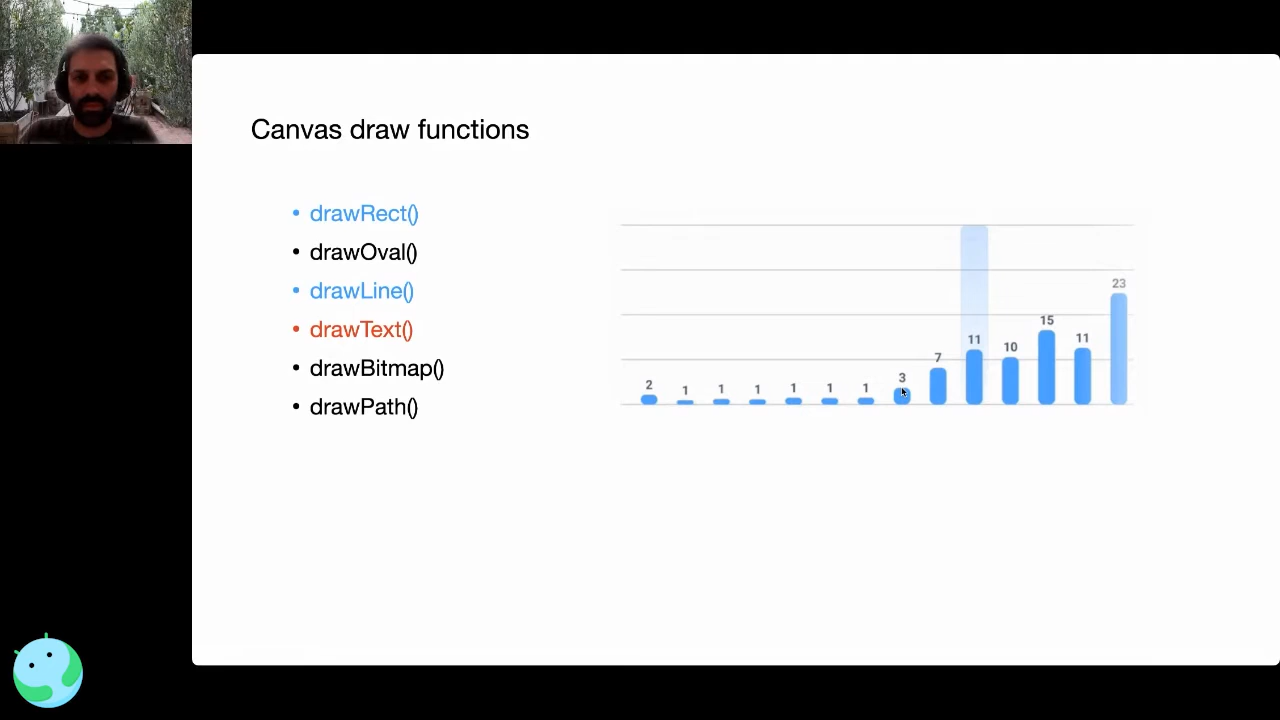 Canvas draw functions
• drawRect()
• drawOval()
• drawLine()
• drawText()
• drawBitmap()
• drawPath()
2 1 1 1 1 1 1 3 7 11 10 15 11 23